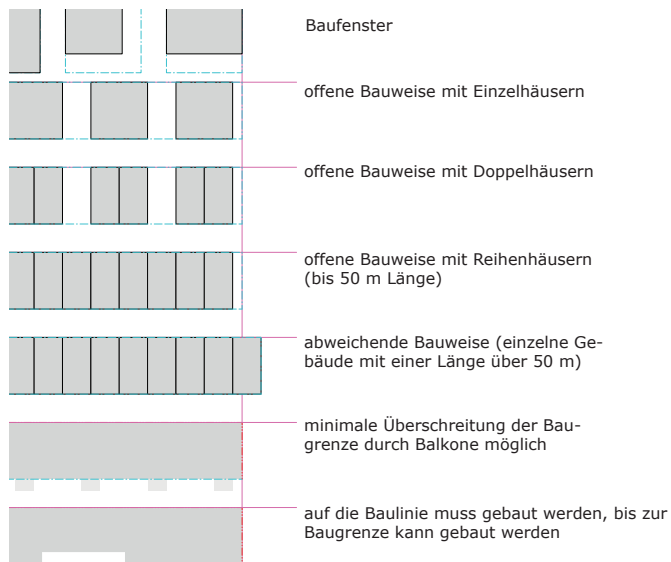 Baufenster
offene Bauweise mit Einzelhäusern
offene Bauweise mit Doppelhäusern
offene Bauweise mit Reihenhäusern
(bis 50 m Länge)
abweichende Bauweise (einzelne Ge-
bäude mit einer Länge über 50 m)
minimale Überschreitung der Bau-
grenze durch Balkone möglich
auf die Baulinie muss gebaut werden, bis zur
Baugrenze kann gebaut werden